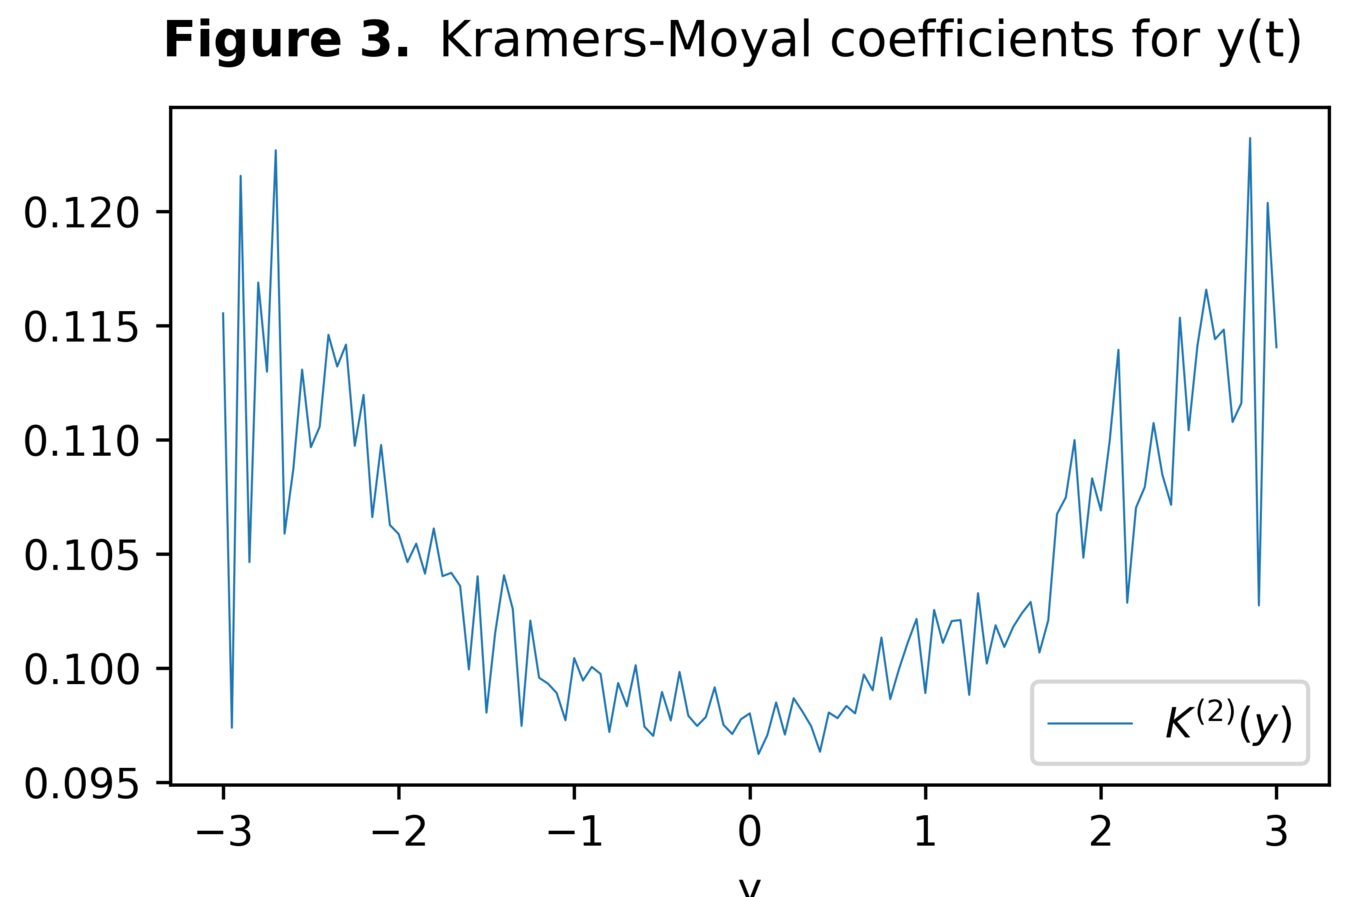 Figure 3. Kramers-Moyal coefficients for y(t)
0.120
0.115
0.110
0.105
0.100
0.095
K^{(2)}(y)
−3 −2 −1 0 1 2 3
y